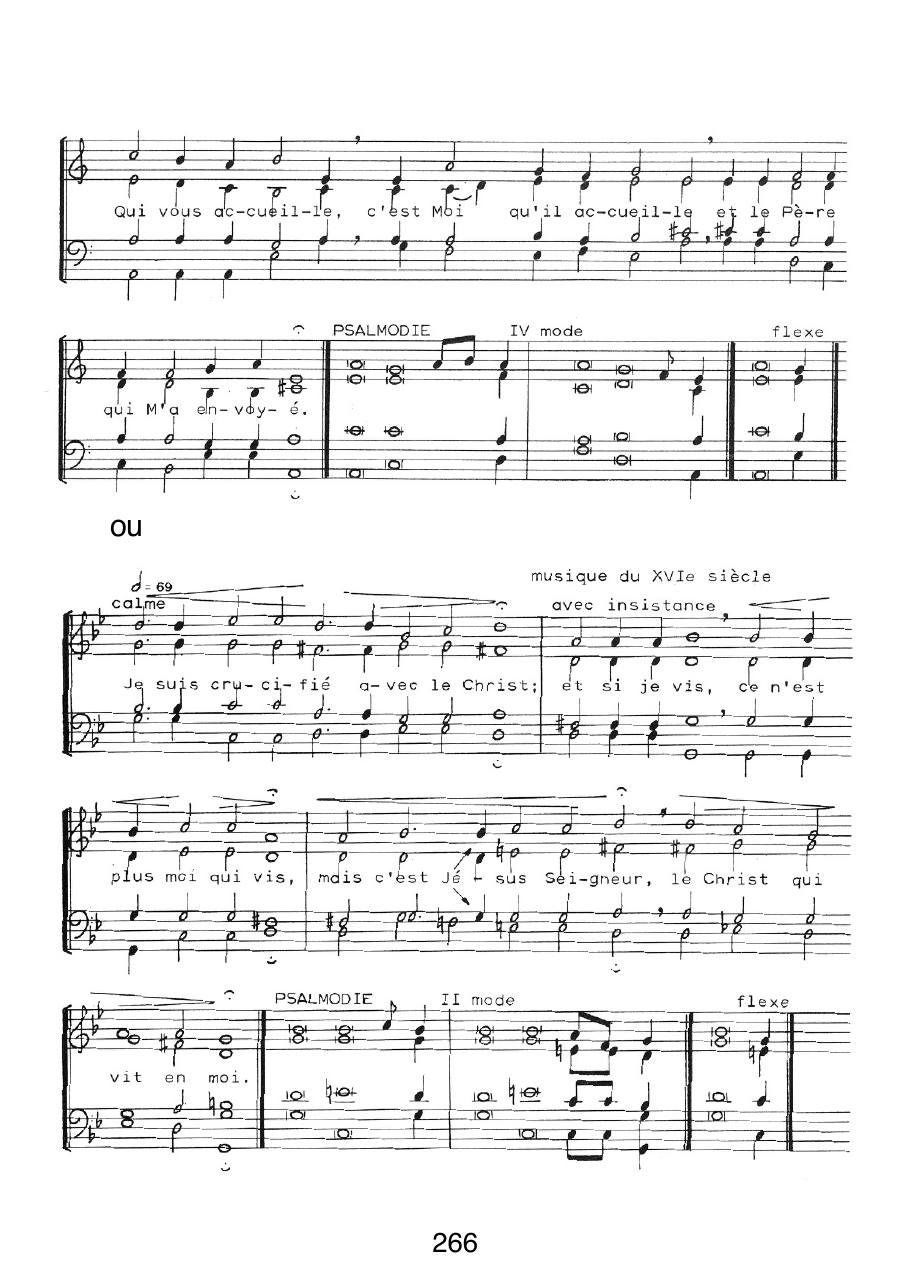 Qui vous ac-cueil-le, c'est Moi qu'il ac-cueil-le et le Pè-re
PSALMODIE IV mode flexe
qui M'a en-voy-é.
ou
musique du XVIe siècle
= 69
calme avec insistance
Je suis cru-ci-fié a-vec le Christ; et si je vis, ce n'est
plus moi qui vis, mais c'est Jé-sus Sei-gneur, le Christ qui
PSALMODIE II mode flexe
vit en moi.
266